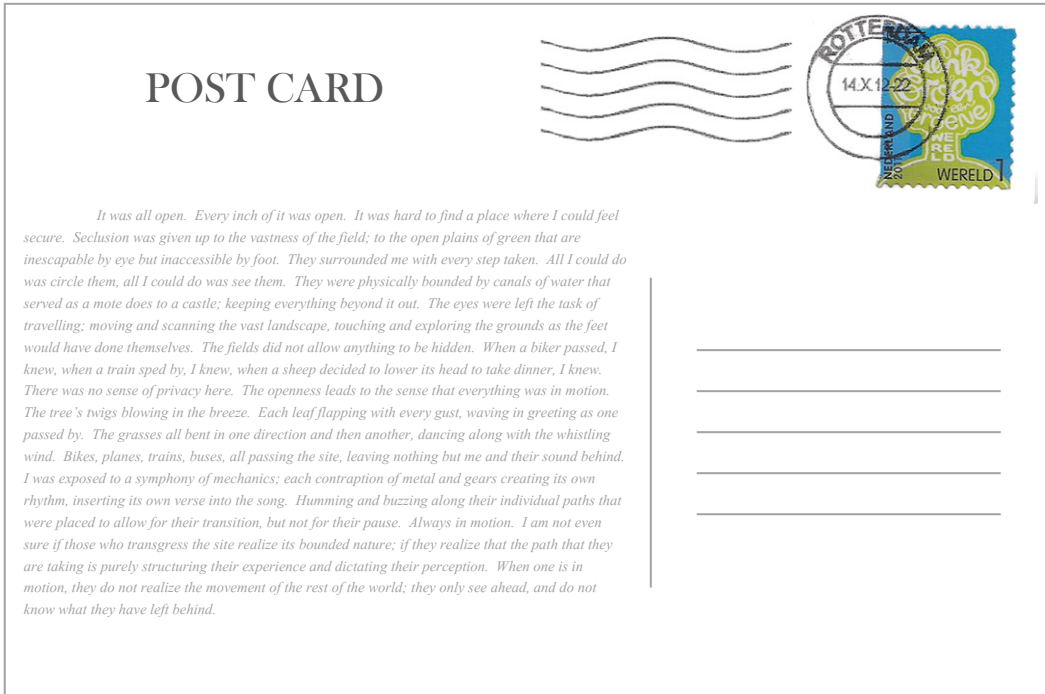 POST CARD
ROTTERDAM
14.X.12-22
denk
Groen
voor een
GROENE
WE
RE
LD
NEDERLAND
WERELD 1
It was all open. Every inch of it was open. It was hard to find a place where I could feel
secure. Seclusion was given up to the vastness of the field; to the open plains of green that are
inescapable by eye but inaccessible by foot. They surrounded me with every step taken. All I could do
was circle them, all I could do was see them. They were physically bounded by canals of water that
served as a mote does to a castle; keeping everything beyond it out. The eyes were left the task of
travelling; moving and scanning the vast landscape, touching and exploring the grounds as the feet
would have done themselves. The fields did not allow anything to be hidden. When a biker passed, I
knew, when a train sped by, I knew, when a sheep decided to lower its head to take dinner, I knew.
There was no sense of privacy here. The openness leads to the sense that everything was in motion.
The tree’s twigs blowing in the breeze. Each leaf flapping with every gust, waving in greeting as one
passed by. The grasses all bent in one direction and then another, dancing along with the whistling
wind. Bikes, planes, trains, buses, all passing the site, leaving nothing but me and their sound behind.
I was exposed to a symphony of mechanics; each contraption of metal and gears creating its own
rhythm, inserting its own verse into the song. Humming and buzzing along their individual paths that
were placed to allow for their transition, but not for their pause. Always in motion. I am not even
sure if those who transgress the site realize its bounded nature; if they realize that the path that they
are taking is purely structuring their experience and dictating their perception. When one is in
motion, they do not realize the movement of the rest of the world; they only see ahead, and do not
know what they have left behind.